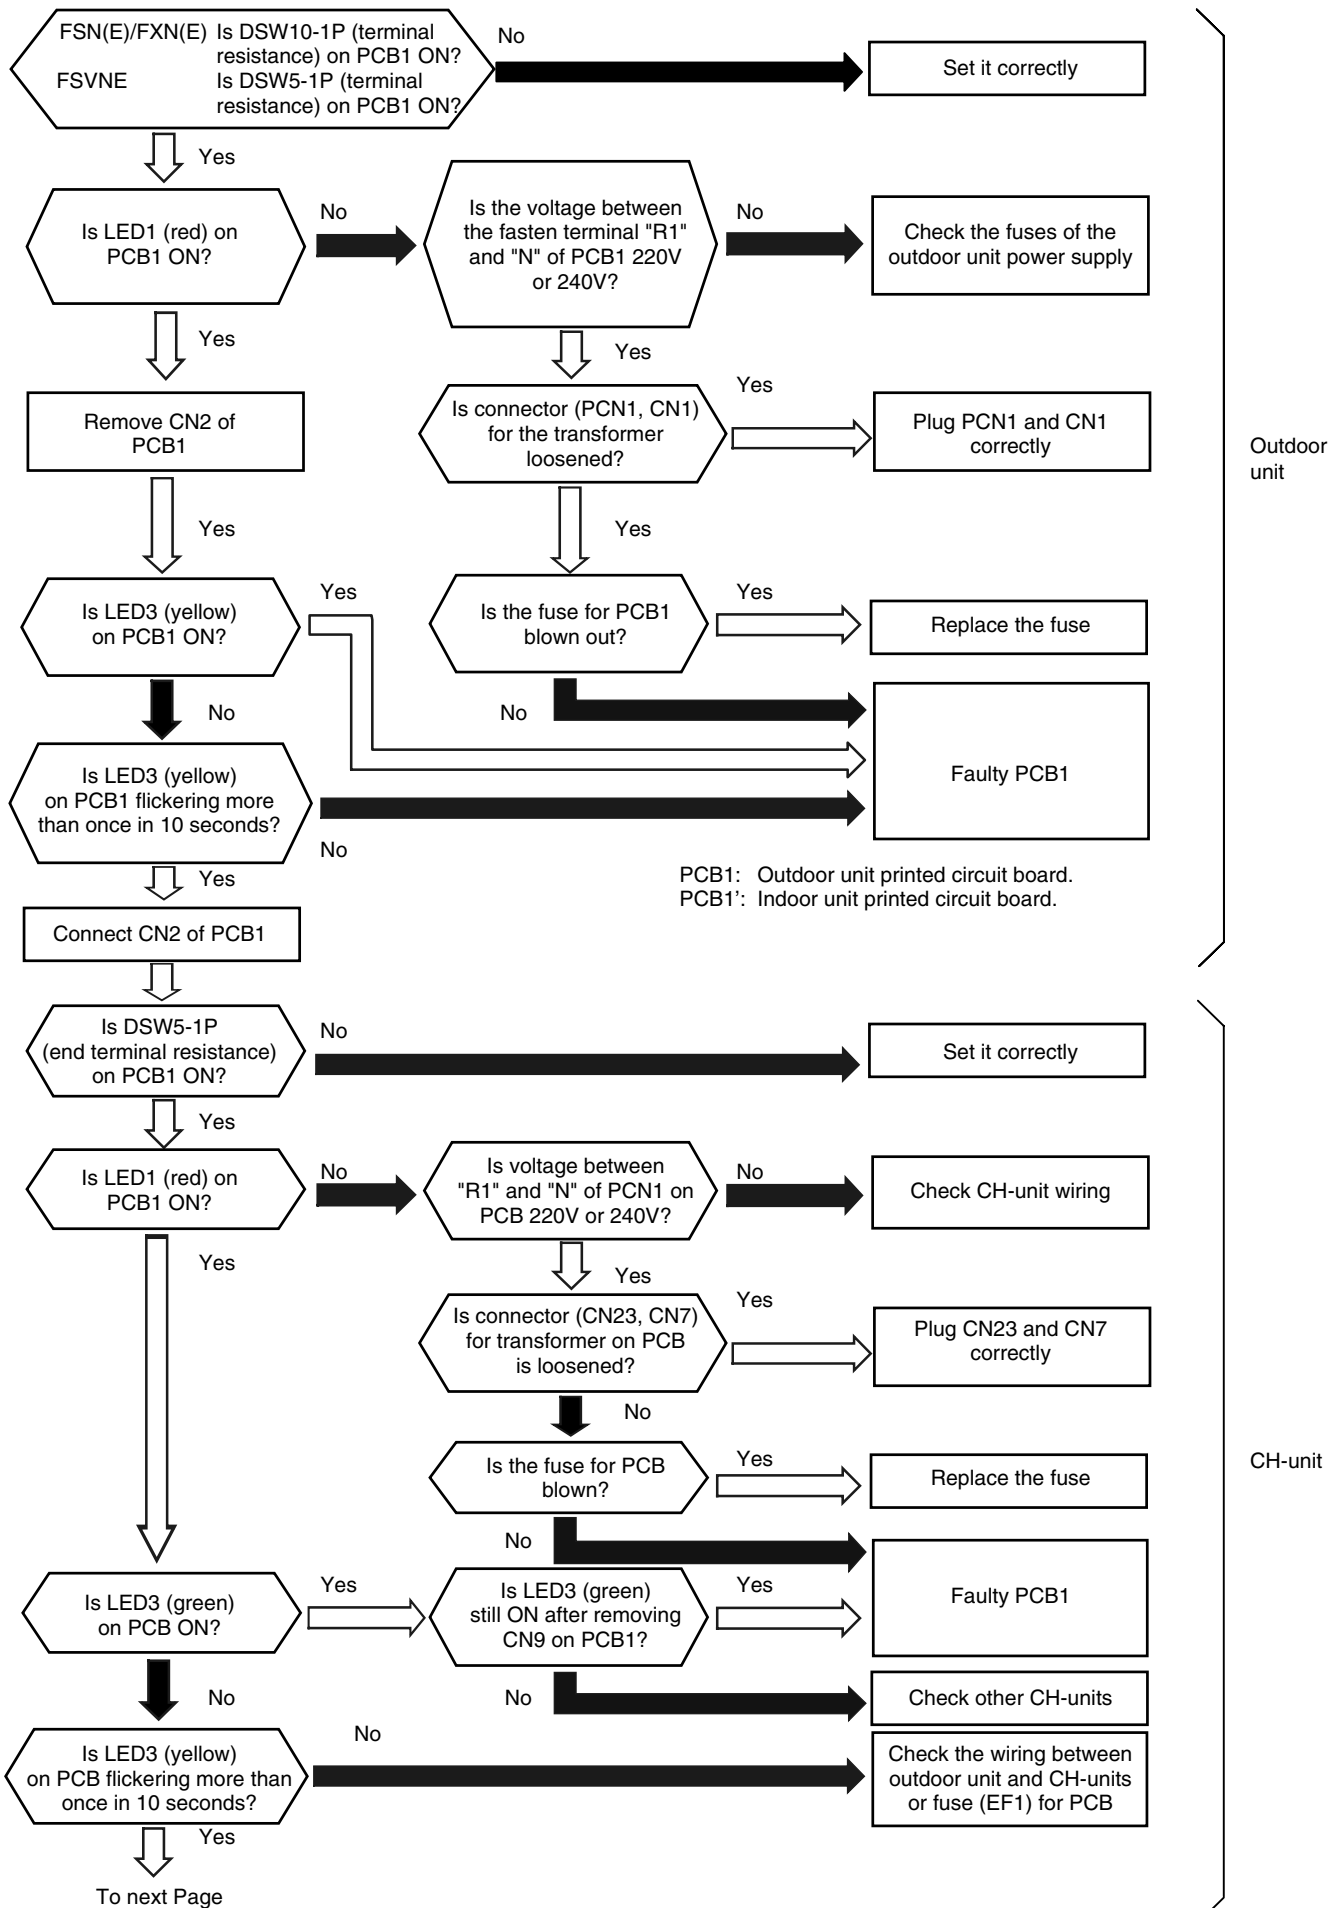 FSN(E)/FXN(E) Is DSW10-1P (terminal
resistance) on PCB1 ON?
FSVNE Is DSW5-1P (terminal
resistance) on PCB1 ON?
No
Set it correctly
Yes
Is LED1 (red) on
PCB1 ON?
No
Is the voltage between
the fasten terminal "R1"
and "N" of PCB1 220V
or 240V?
No
Check the fuses of the
outdoor unit power supply
Yes
Yes
Remove CN2 of
PCB1
Is connector (PCN1, CN1)
for the transformer
loosened?
Yes
Plug PCN1 and CN1
correctly
Outdoor
unit
Yes
Yes
Is LED3 (yellow)
on PCB1 ON?
Yes
Is the fuse for PCB1
blown out?
Yes
Replace the fuse
No
No
Faulty PCB1
Is LED3 (yellow)
on PCB1 flickering more
than once in 10 seconds?
No
Yes
PCB1: Outdoor unit printed circuit board.
PCB1': Indoor unit printed circuit board.
Connect CN2 of PCB1
Is DSW5-1P
(end terminal resistance)
on PCB1 ON?
No
Set it correctly
Yes
Is LED1 (red) on
PCB1 ON?
No
Is voltage between
"R1" and "N" of PCN1 on
PCB 220V or 240V?
No
Check CH-unit wiring
Yes
Yes
Is connector (CN23, CN7)
for transformer on PCB
is loosened?
Yes
Plug CN23 and CN7
correctly
No
Is the fuse for PCB
blown?
Yes
Replace the fuse
CH-unit
No
Faulty PCB1
Is LED3 (green)
on PCB ON?
Yes
Is LED3 (green)
still ON after removing
CN9 on PCB1?
Yes
No
No
Check other CH-units
Is LED3 (yellow)
on PCB flickering more than
once in 10 seconds?
No
Check the wiring between
outdoor unit and CH-units
or fuse (EF1) for PCB
Yes
To next Page